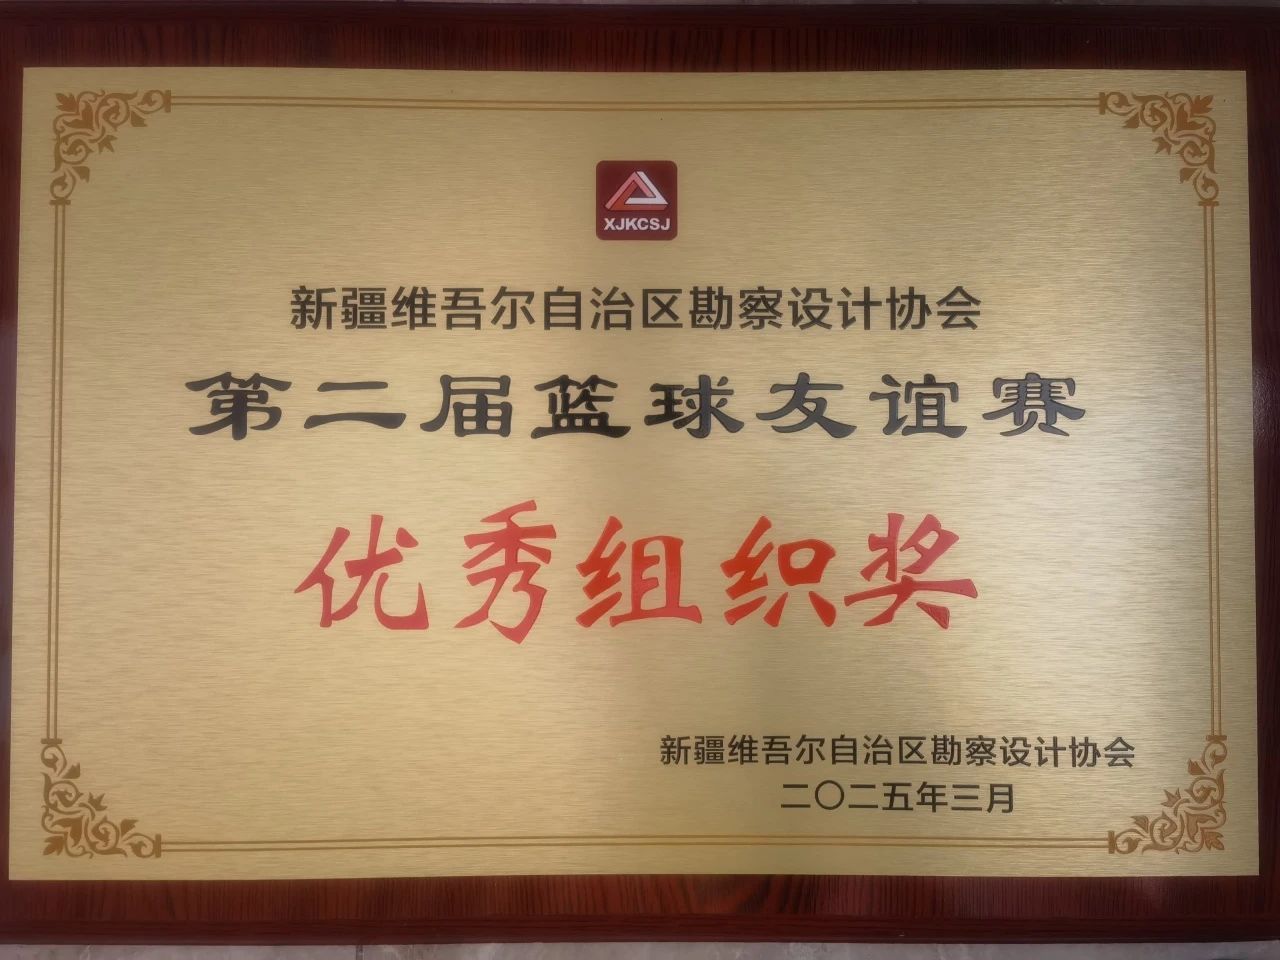 XJKCSJ
新疆维吾尔自治区勘察设计协会
第二届篮球友谊赛
优秀组织奖
新疆维吾尔自治区勘察设计协会
二〇二五年三月